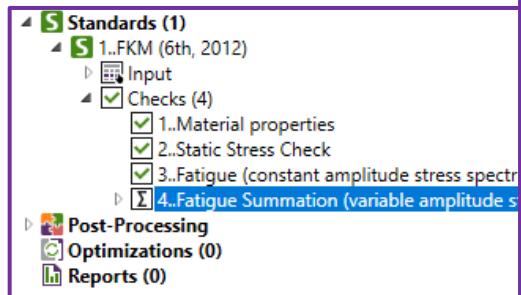 S Standards (1)
S 1..FKM (6th, 2012)
Input
Checks (4)
1..Material properties
2..Static Stress Check
3..Fatigue (constant amplitude stress spectr
Σ 4..Fatigue Summation (variable amplitude s
Post-Processing
Optimizations (0)
Reports (0)